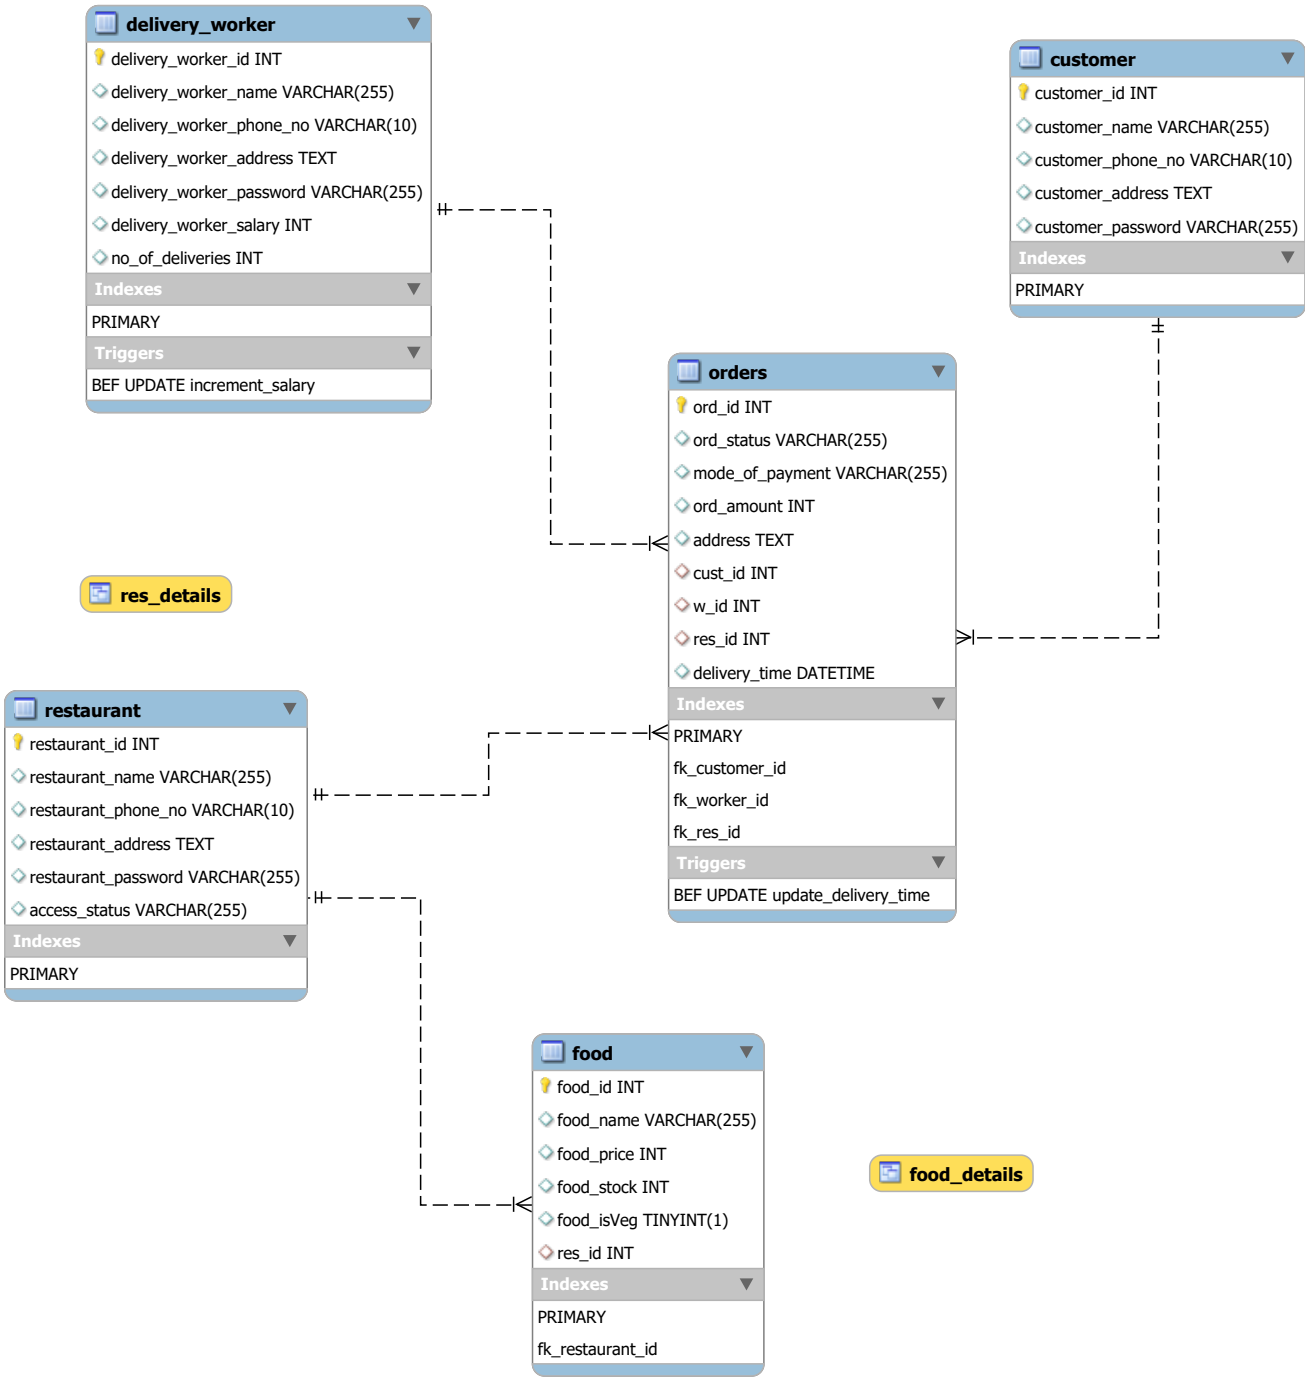 delivery_worker
delivery_worker_id INT
delivery_worker_name VARCHAR(255)
delivery_worker_phone_no VARCHAR(10)
delivery_worker_address TEXT
delivery_worker_password VARCHAR(255)
delivery_worker_salary INT
no_of_deliveries INT
Indexes
PRIMARY
Triggers
BEF UPDATE increment_salary
customer
customer_id INT
customer_name VARCHAR(255)
customer_phone_no VARCHAR(10)
customer_address TEXT
customer_password VARCHAR(255)
Indexes
PRIMARY
orders
ord_id INT
ord_status VARCHAR(255)
mode_of_payment VARCHAR(255)
ord_amount INT
address TEXT
cust_id INT
w_id INT
res_id INT
delivery_time DATETIME
Indexes
PRIMARY
fk_customer_id
fk_worker_id
fk_res_id
Triggers
BEF UPDATE update_delivery_time
res_details
restaurant
restaurant_id INT
restaurant_name VARCHAR(255)
restaurant_phone_no VARCHAR(10)
restaurant_address TEXT
restaurant_password VARCHAR(255)
access_status VARCHAR(255)
Indexes
PRIMARY
food
food_id INT
food_name VARCHAR(255)
food_price INT
food_stock INT
food_isVeg TINYINT(1)
res_id INT
Indexes
PRIMARY
fk_restaurant_id
food_details